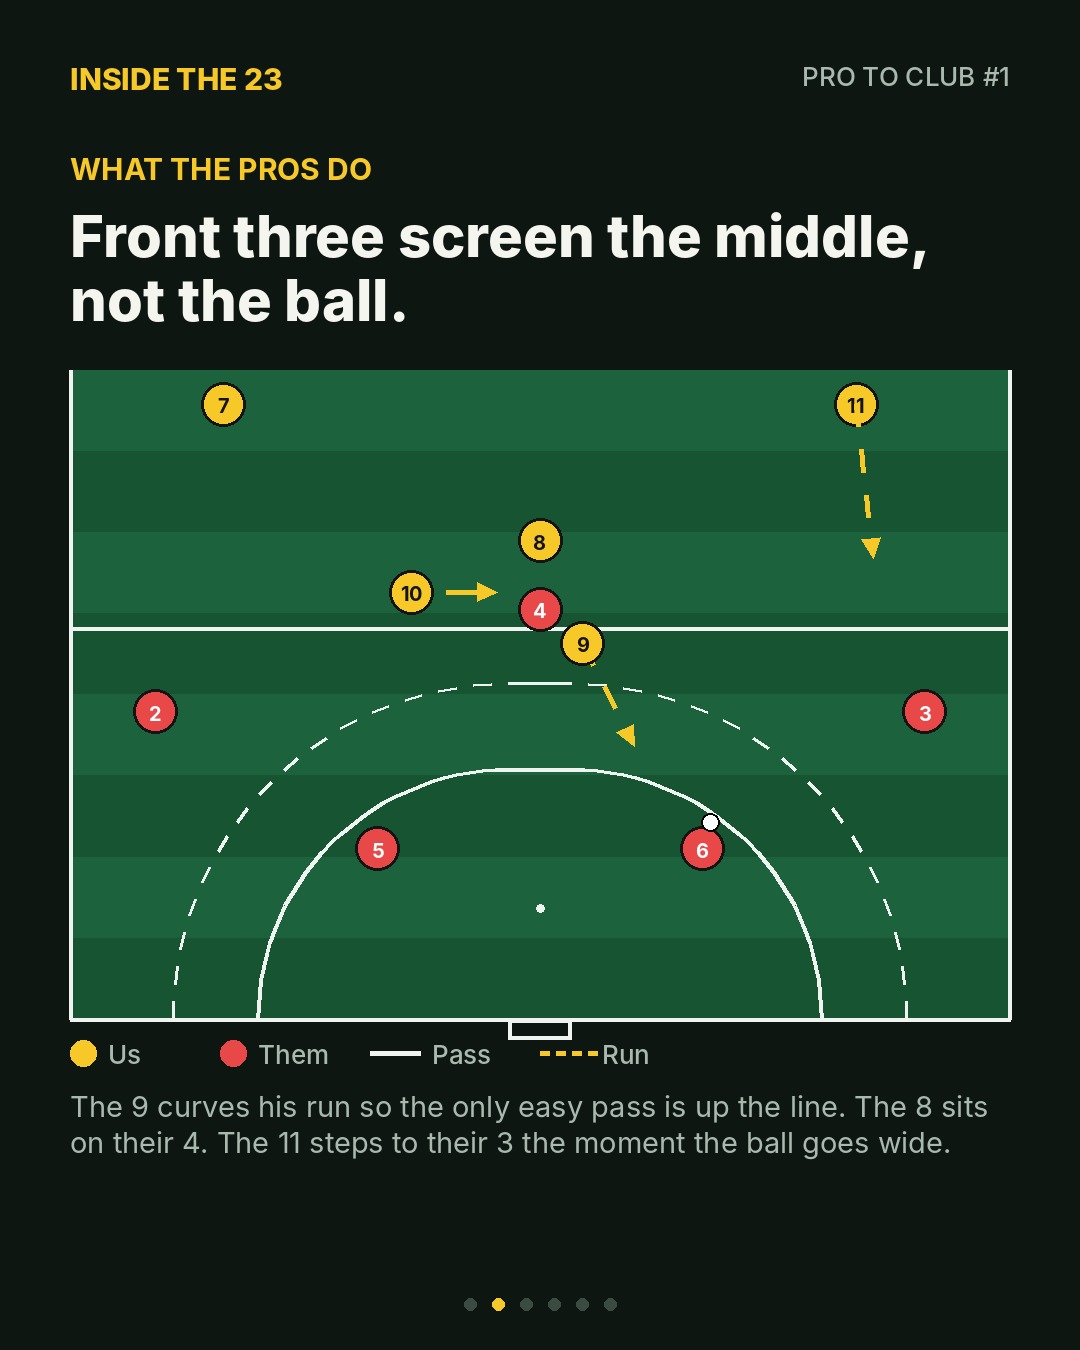 INSIDE THE 23
PRO TO CLUB #1
WHAT THE PROS DO
Front three screen the middle,
not the ball.
7
11
8
10
4
9
2
3
5
6
Us
Them
Pass
Run
The 9 curves his run so the only easy pass is up the line. The 8 sits
on their 4. The 11 steps to their 3 the moment the ball goes wide.